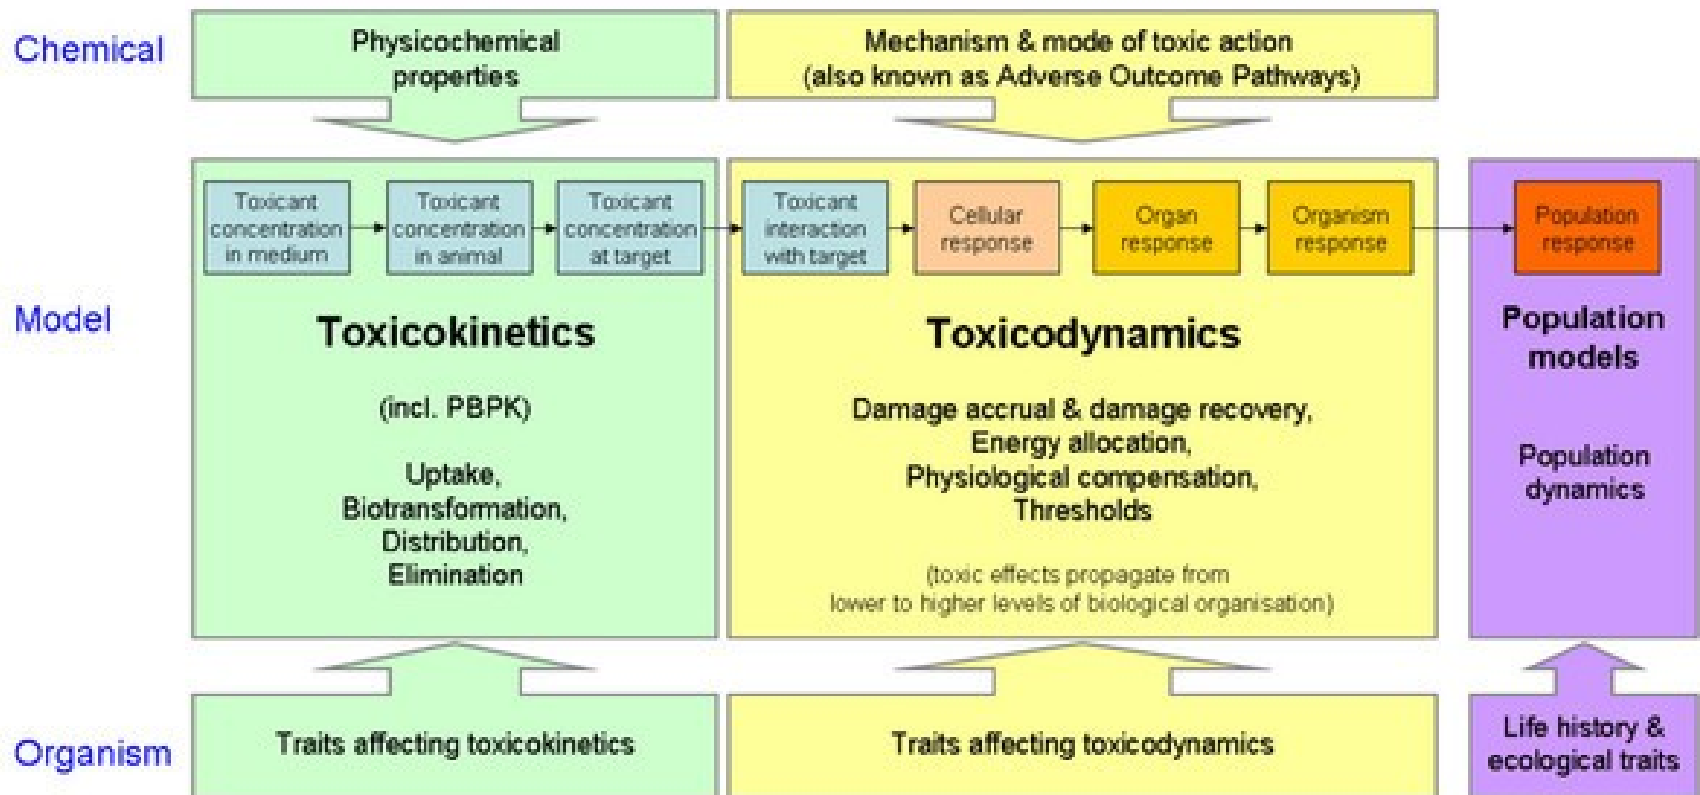 Chemical
Physicochemical
properties
Mechanism & mode of toxic action
(also known as Adverse Outcome Pathways)
Model
Toxicant
concentration
in medium
Toxicant
concentration
in animal
Toxicant
concentration
at target
Toxicant
interaction
with target
Cellular
response
Organ
response
Organism
response
Population
response
Toxicokinetics
(incl. PBPK)
Uptake,
Biotransformation,
Distribution,
Elimination
Toxicodynamics
Damage accrual & damage recovery,
Energy allocation,
Physiological compensation,
Thresholds
(toxic effects propagate from
lower to higher levels of biological organisation)
Population
models
Population
dynamics
Organism
Traits affecting toxicokinetics
Traits affecting toxicodynamics
Life history &
ecological traits